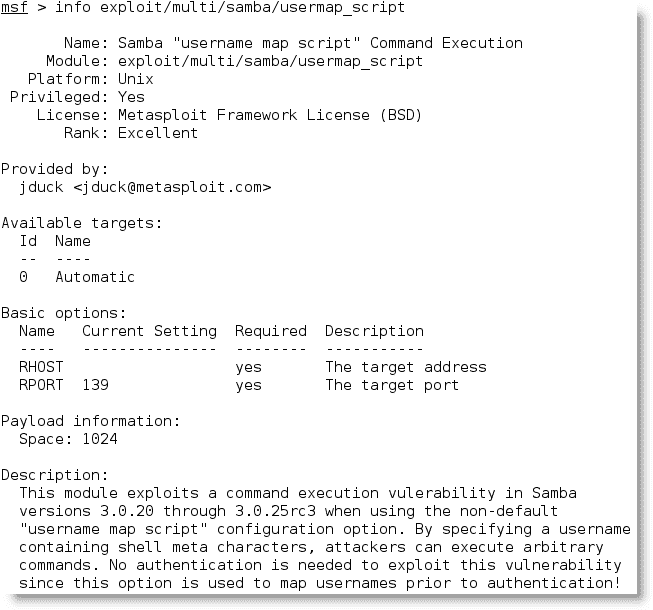 msf > info exploit/multi/samba/usermap_script
Name: Samba "username map script" Command Execution
Module: exploit/multi/samba/usermap_script
Platform: Unix
Privileged: Yes
License: Metasploit Framework License (BSD)
Rank: Excellent
Provided by:
jduck <jduck@metasploit.com>
Available targets:
Id  Name
--  ----
0   Automatic
Basic options:
Name   Current Setting  Required  Description
----   ---------------  --------  -----------
RHOST                   yes       The target address
RPORT  139              yes       The target port
Payload information:
Space: 1024
Description:
This module exploits a command execution vulerability in Samba
versions 3.0.20 through 3.0.25rc3 when using the non-default
"username map script" configuration option. By specifying a username
containing shell meta characters, attackers can execute arbitrary
commands. No authentication is needed to exploit this vulnerability
since this option is used to map usernames prior to authentication!